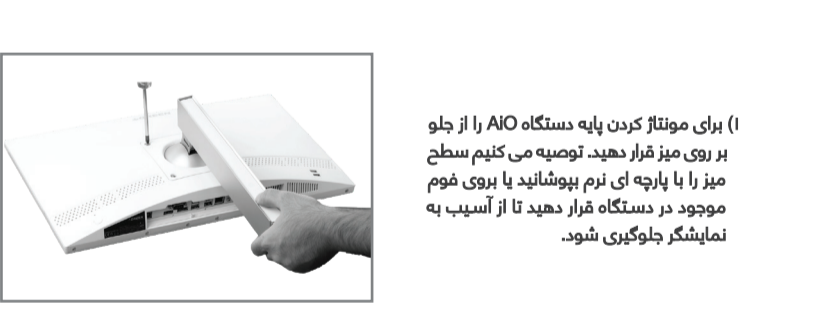 ۱) برای مونتاژ کردن پایه دستگاه AiO را از جلو
بر روی میز قرار دهید. توصیه می کنیم سطح
میز را با پارچه ای نرم بپوشانید یا بروی فوم
موجود در دستگاه قرار دهید تا از آسیب به
نمایشگر جلوگیری شود.